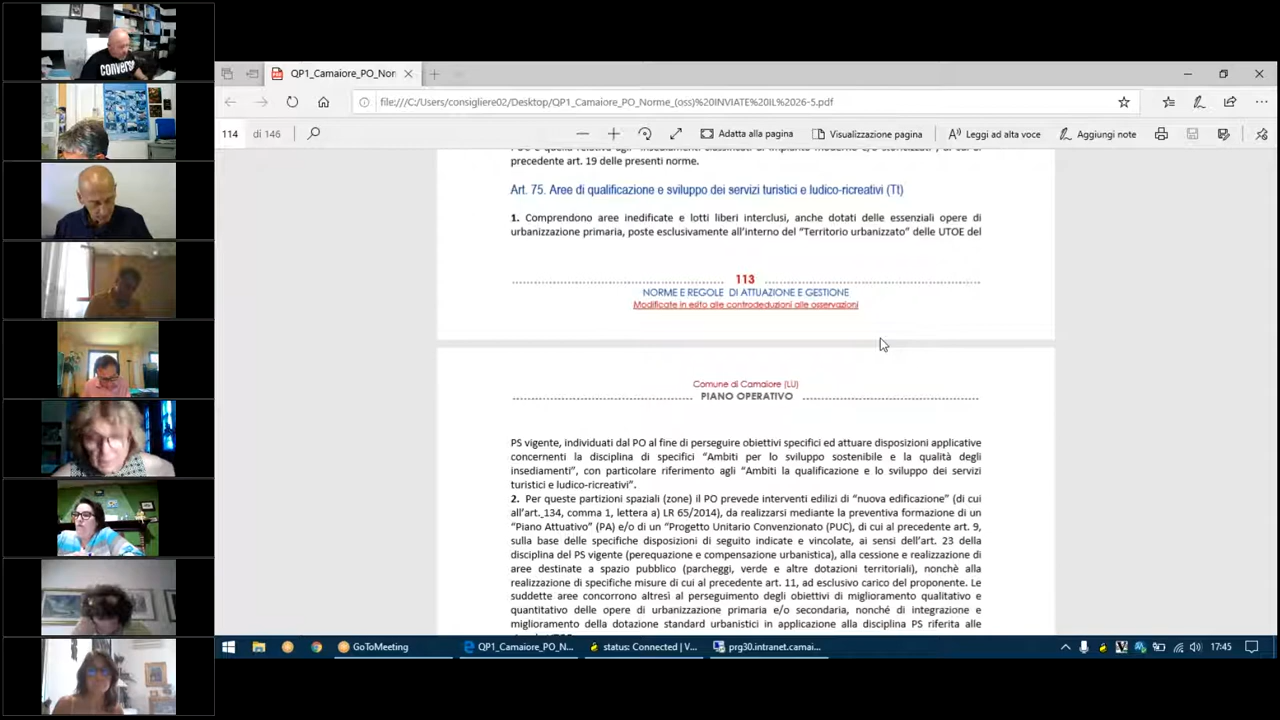 convers
QP1_Camaiore_PO_Norr
file:///C:/Users/consigliere02/Desktop/QP1_Camaiore_PO_Norme_(oss)%20INVIATE%20IL%2026-5.pdf
114 di 146
Adatta alla pagina
Visualizzazione pagina
Leggi ad alta voce
Aggiungi note
precedente art. 19 delle presenti norme.
Art. 75. Aree di qualificazione e sviluppo dei servizi turistici e ludico-ricreativi (Tt)
1. Comprendono aree inedificate e lotti liberi interclusi, anche dotati delle essenziali opere di
urbanizzazione primaria, poste esclusivamente all'interno del "Territorio urbanizzato" delle UTOE del
113
NORME E REGOLE DI ATTUAZIONE E GESTIONE
Modificate in esito alle controdeduzioni alle osservazioni
Comune di Camaiore (LU)
PIANO OPERATIVO
PS vigente, individuati dal PO al fine di perseguire obiettivi specifici ed attuare disposizioni applicative
concernenti la disciplina di specifici "Ambiti per lo sviluppo sostenibile e la qualità degli
insediamenti", con particolare riferimento agli "Ambiti la qualificazione e lo sviluppo dei servizi
turistici e ludico-ricreativi".
2. Per queste partizioni spaziali (zone) il PO prevede interventi edilizi di "nuova edificazione" (di cui
all'art._134, comma 1, lettera a) LR 65/2014), da realizzarsi mediante la preventiva formazione di un
"Piano Attuativo" (PA) e/o di un "Progetto Unitario Convenzionato (PUC), di cui al precedente art. 9,
sulla base delle specifiche disposizioni di seguito indicate e vincolate, ai sensi dell'art. 23 della
disciplina del PS vigente (perequazione e compensazione urbanistica), alla cessione e realizzazione di
aree destinate a spazio pubblico (parcheggi, verde e altre dotazioni territoriali), nonchè alla
realizzazione di specifiche misure di cui al precedente art. 11, ad esclusivo carico del proponente. Le
suddette aree concorrono altresì al perseguimento degli obiettivi di miglioramento qualitativo e
quantitativo delle opere di urbanizzazione primaria e/o secondaria, nonché di integrazione e
miglioramento della dotazione standard urbanistici in applicazione alla disciplina PS riferita alle
GoToMeeting
QP1_Camaiore_PO_N...
status: Connected | V...
prg30.intranet.camai...
17:45